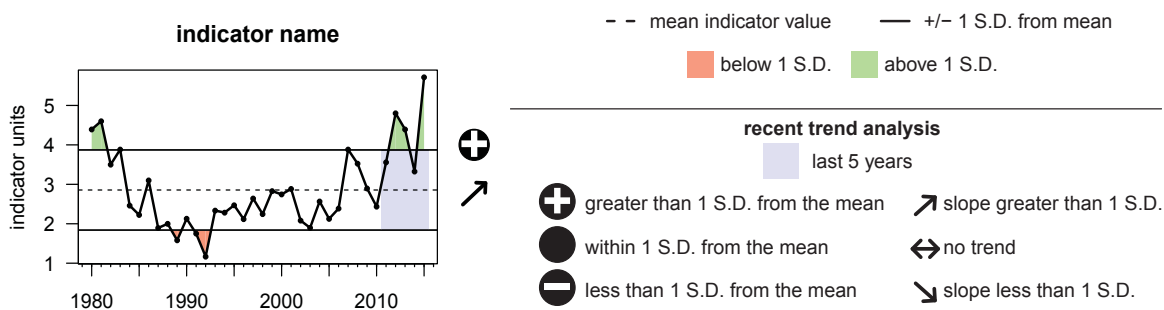 indicator name
indicator units
5
4
3
2
1
1980 1990 2000 2010
mean indicator value
+/− 1 S.D. from mean
below 1 S.D.
above 1 S.D.
recent trend analysis
last 5 years
greater than 1 S.D. from the mean
slope greater than 1 S.D.
within 1 S.D. from the mean
no trend
less than 1 S.D. from the mean
slope less than 1 S.D.